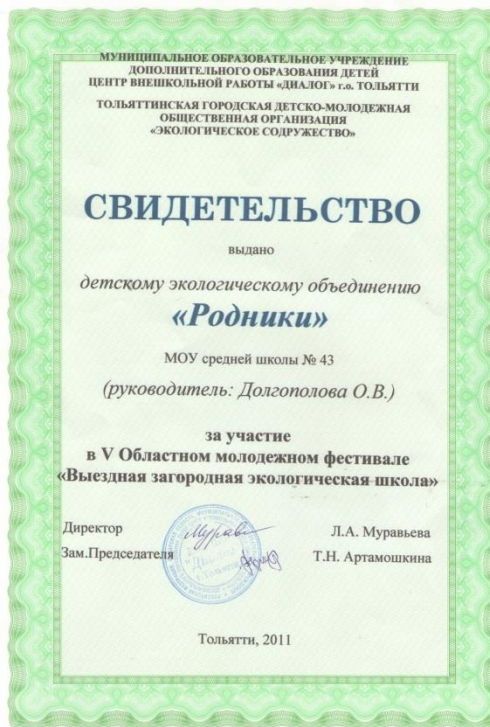 МУНИЦИПАЛЬНОЕ ОБРАЗОВАТЕЛЬНОЕ УЧРЕЖДЕНИЕ
ДОПОЛНИТЕЛЬНОГО ОБРАЗОВАНИЯ ДЕТЕЙ
ЦЕНТР ВНЕШКОЛЬНОЙ РАБОТЫ «ДИАЛОГ» г.о. ТОЛЬЯТТИ
ТОЛЬЯТТИНСКАЯ ГОРОДСКАЯ ДЕТСКО-МОЛОДЕЖНАЯ
ОБЩЕСТВЕННАЯ ОРГАНИЗАЦИЯ
«ЭКОЛОГИЧЕСКОЕ СОДРУЖЕСТВО»
СВИДЕТЕЛЬСТВО
выдано
детскому экологическому объединению
«Родники»
МОУ средней школы № 43
(руководитель: Долгополова О.В.)
за участие
в V Областном молодежном фестивале
«Выездная загородная экологическая школа»
Директор Л.А. Муравьева
Зам.Председателя Т.Н. Артамошкина
"Диалог"
Тольятти, 2011